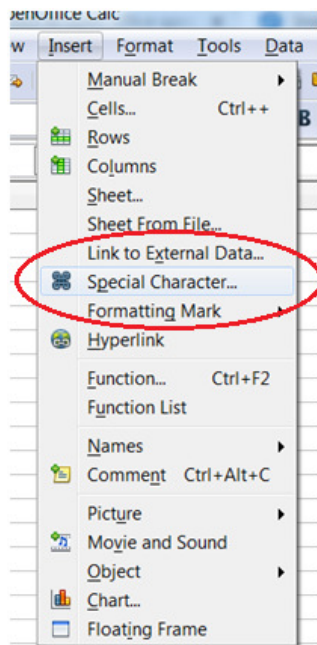 OpenOffice Calc
Insert Format Tools Data
Manual Break
Cells... Ctrl++
B
Rows
Columns
Sheet...
Sheet From File...
Link to External Data...
Special Character...
Formatting Mark
Hyperlink
Function... Ctrl+F2
Function List
Names
Comment Ctrl+Alt+C
Picture
Movie and Sound
Object
Chart...
Floating Frame